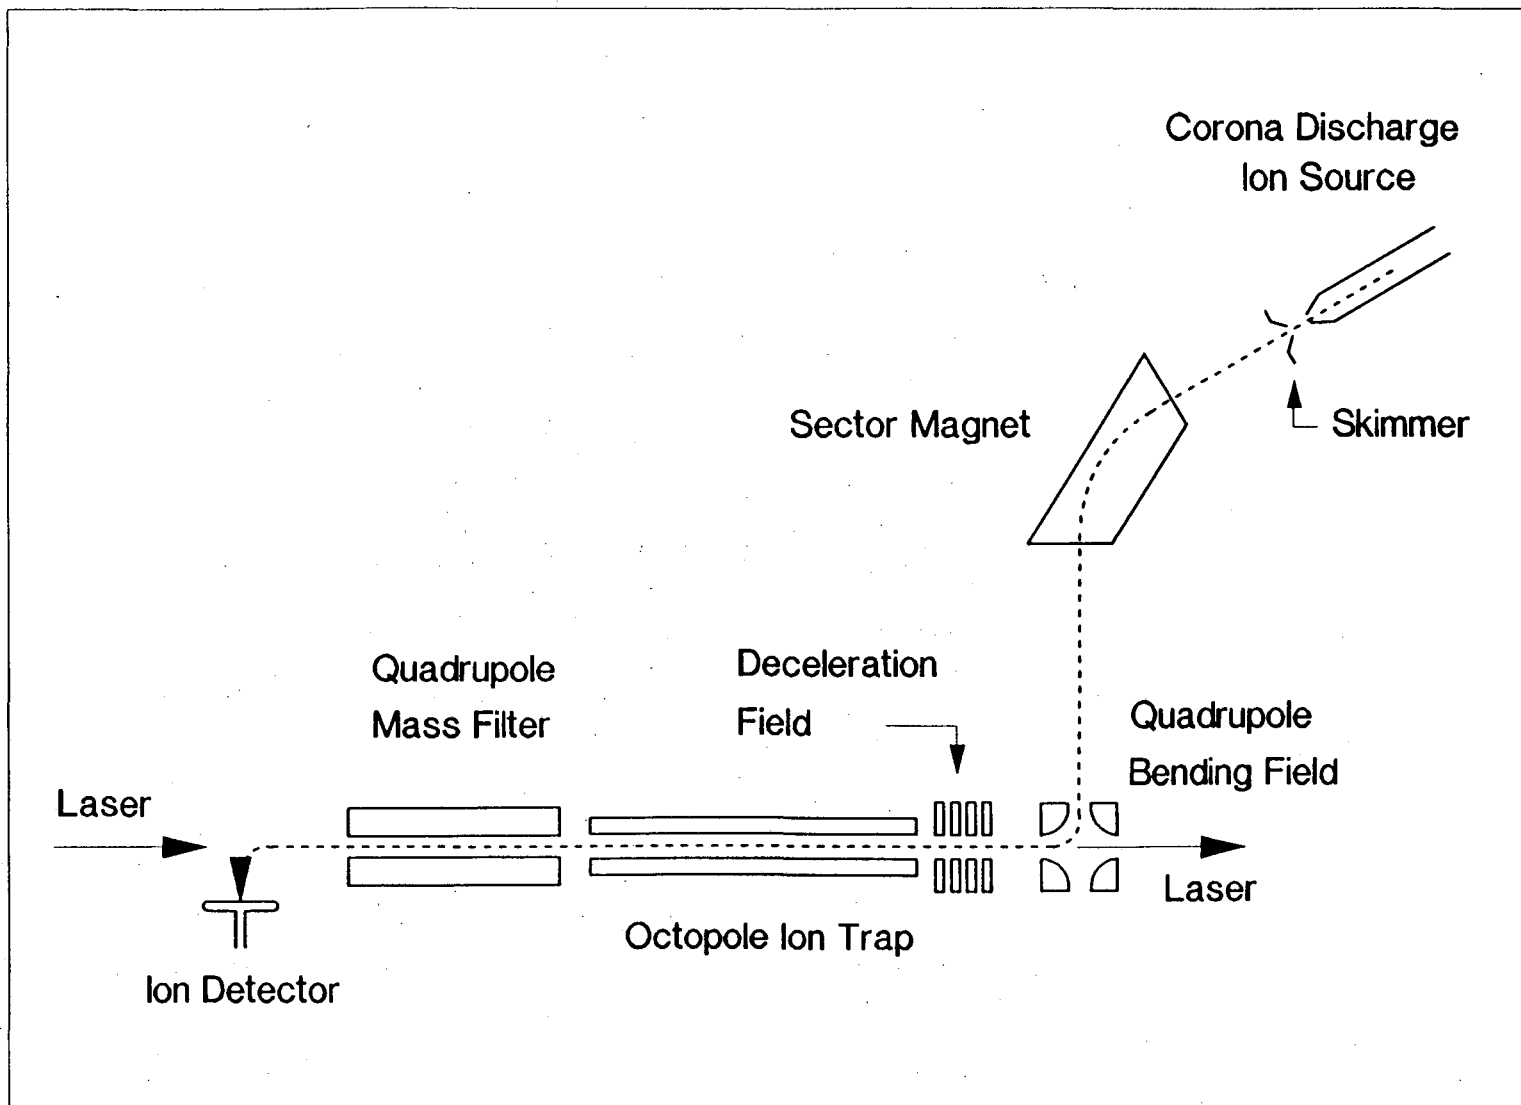 Corona Discharge
Ion Source
Sector Magnet
Skimmer
Quadrupole
Mass Filter
Deceleration
Field
Quadrupole
Bending Field
Laser
Laser
Octopole Ion Trap
Ion Detector